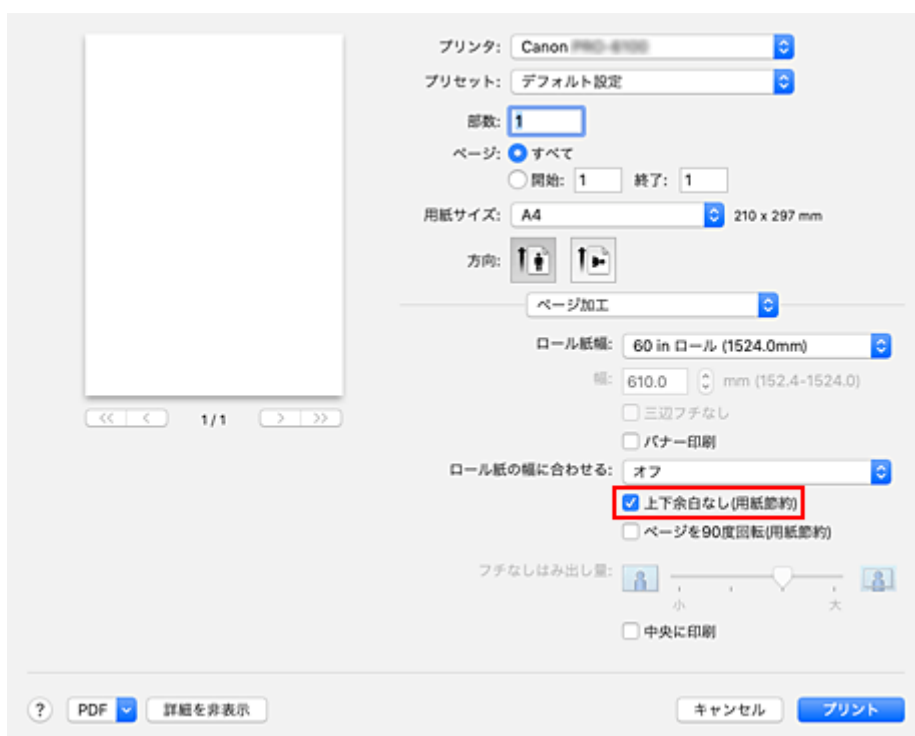 プリンタ: Canon
プリセット: デフォルト設定
部数: 1
ページ: すべて
開始: 1 終了: 1
用紙サイズ: A4 210 x 297 mm
方向:
ページ加工
ロール紙幅: 60 in ロール (1524.0mm)
幅: 610.0 mm (152.4-1524.0)
三辺フチなし
<< < 1/1 > >>
バナー印刷
ロール紙の幅に合わせる: オフ
上下余白なし(用紙節約)
ページを90度回転(用紙節約)
フチなしはみ出し量:
小 大
中央に印刷
? PDF 詳細を非表示 キャンセル プリント